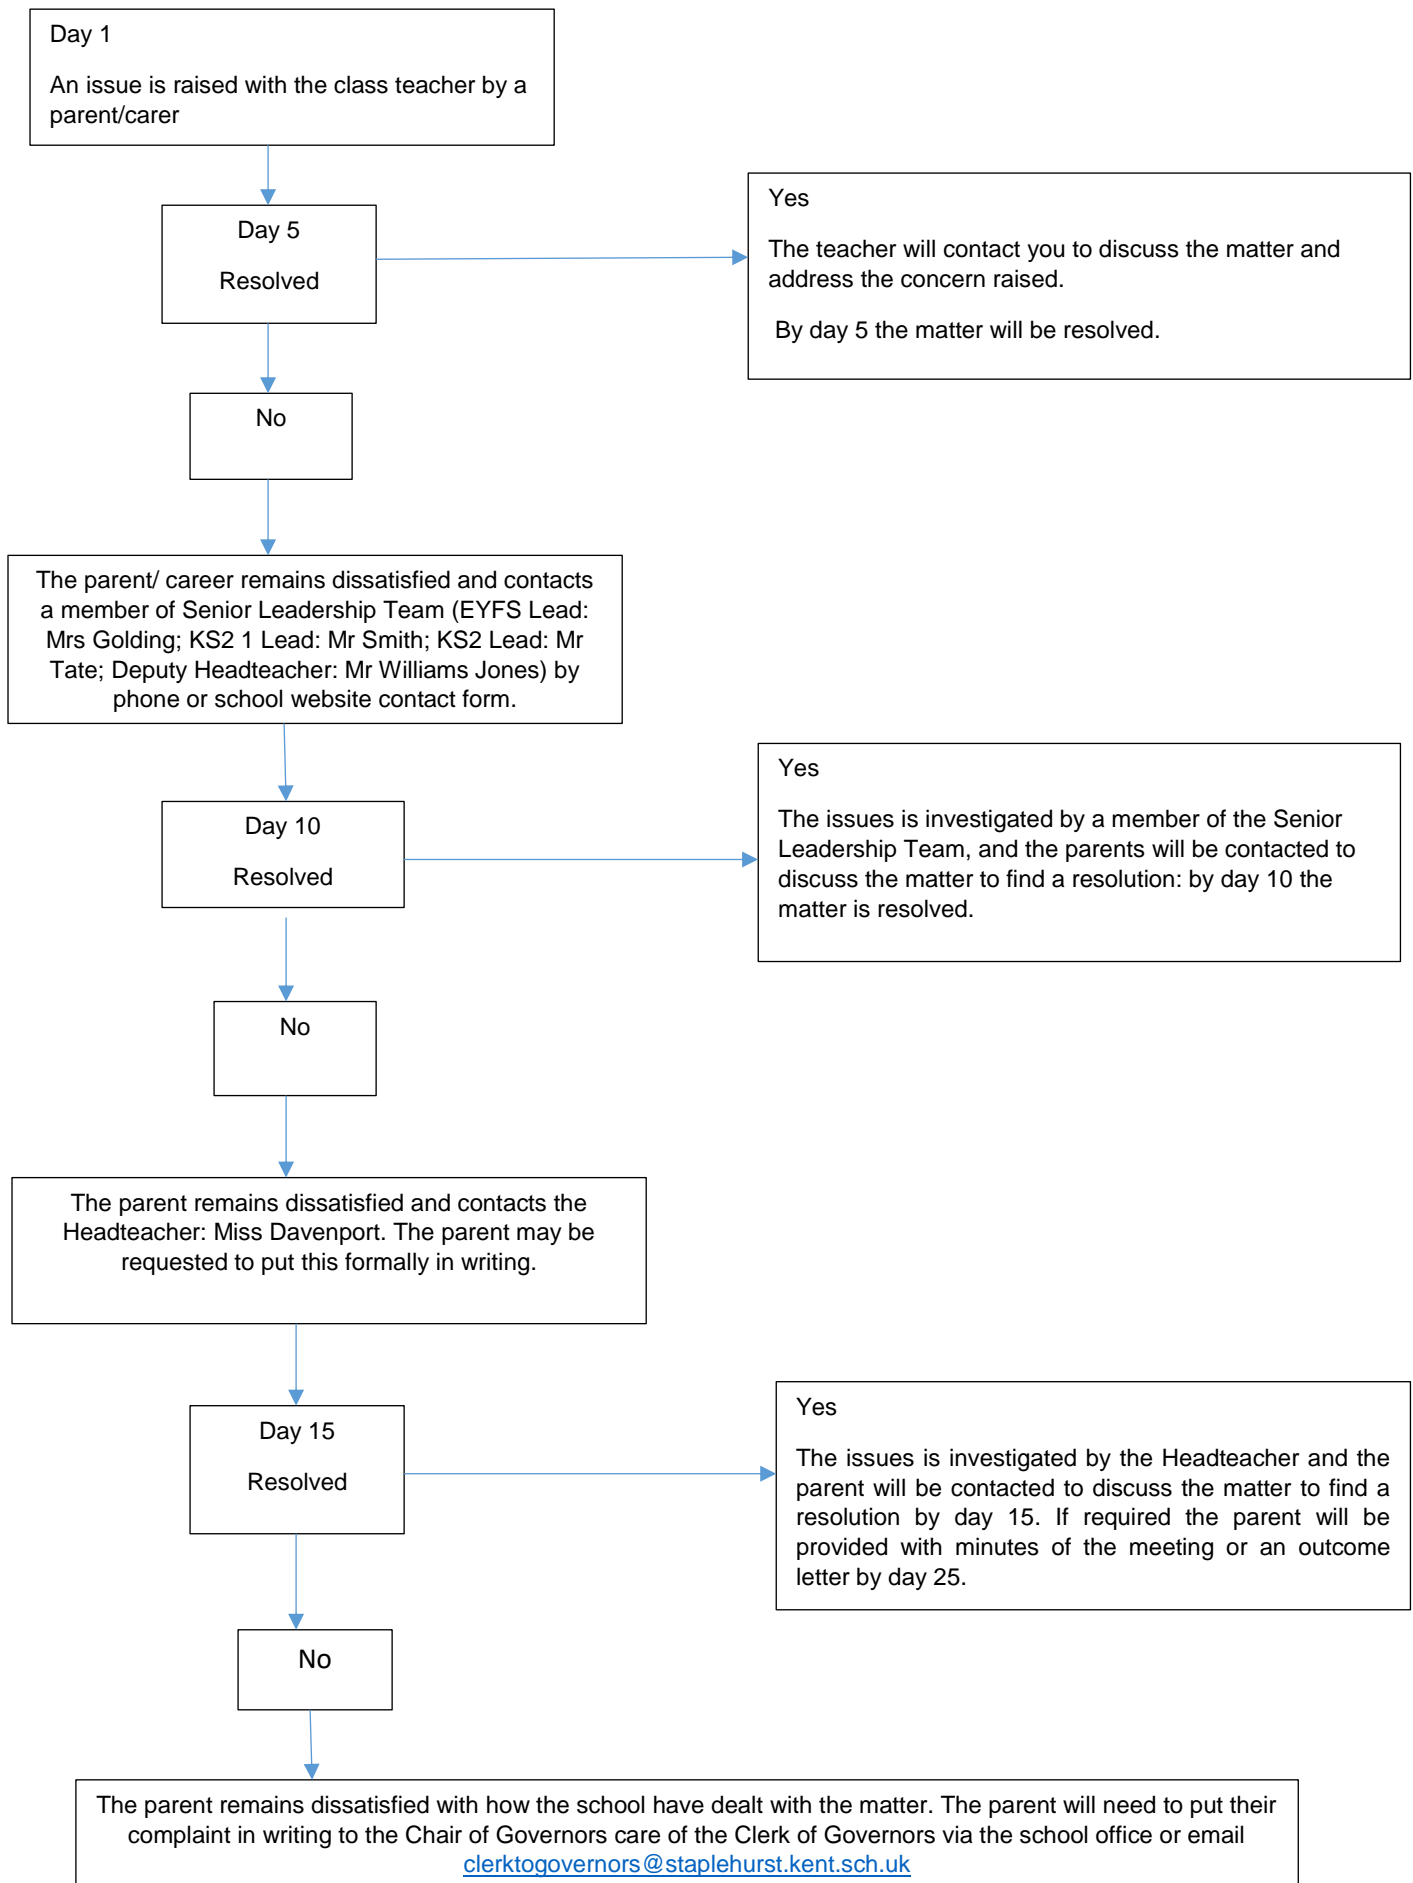 Day 1
An issue is raised with the class teacher by a
parent/carer
Day 5
Resolved
Yes
The teacher will contact you to discuss the matter and
address the concern raised.
By day 5 the matter will be resolved.
No
The parent/ career remains dissatisfied and contacts
a member of Senior Leadership Team (EYFS Lead:
Mrs Golding; KS2 1 Lead: Mr Smith; KS2 Lead: Mr
Tate; Deputy Headteacher: Mr Williams Jones) by
phone or school website contact form.
Day 10
Resolved
Yes
The issues is investigated by a member of the Senior
Leadership Team, and the parents will be contacted to
discuss the matter to find a resolution: by day 10 the
matter is resolved.
No
The parent remains dissatisfied and contacts the
Headteacher: Miss Davenport. The parent may be
requested to put this formally in writing.
Day 15
Resolved
Yes
The issues is investigated by the Headteacher and the
parent will be contacted to discuss the matter to find a
resolution by day 15. If required the parent will be
provided with minutes of the meeting or an outcome
letter by day 25.
No
The parent remains dissatisfied with how the school have dealt with the matter. The parent will need to put their
complaint in writing to the Chair of Governors care of the Clerk of Governors via the school office or email
clerktogovernors@staplehurst.kent.sch.uk